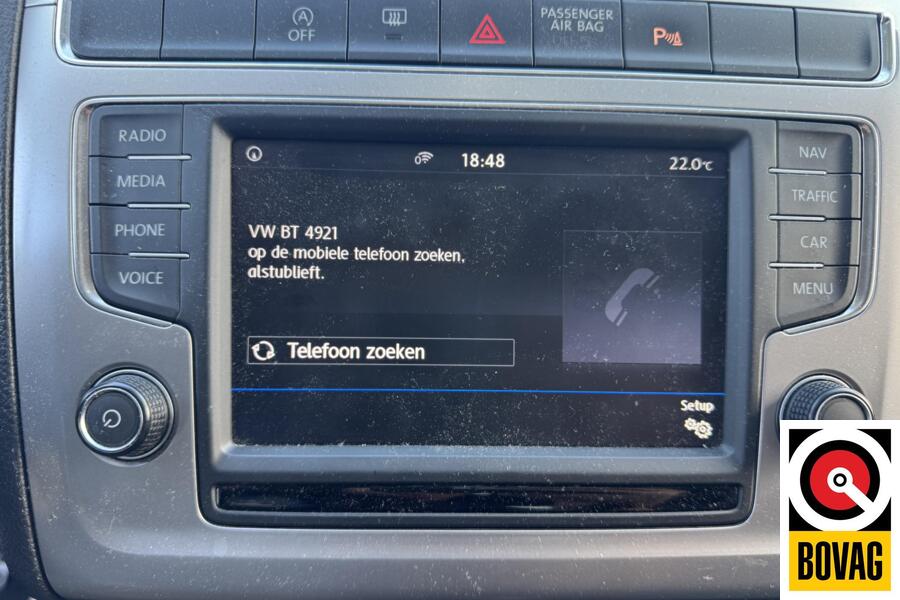 A
OFF
PASSENGER
AIR BAG
OFF
P
RADIO
MEDIA
PHONE
VOICE
NAV
TRAFFIC
CAR
MENU
18:48
22.0°C
VW BT 4921
op de mobiele telefoon zoeken,
alstublieft.
Telefoon zoeken
Setup
BOVAG